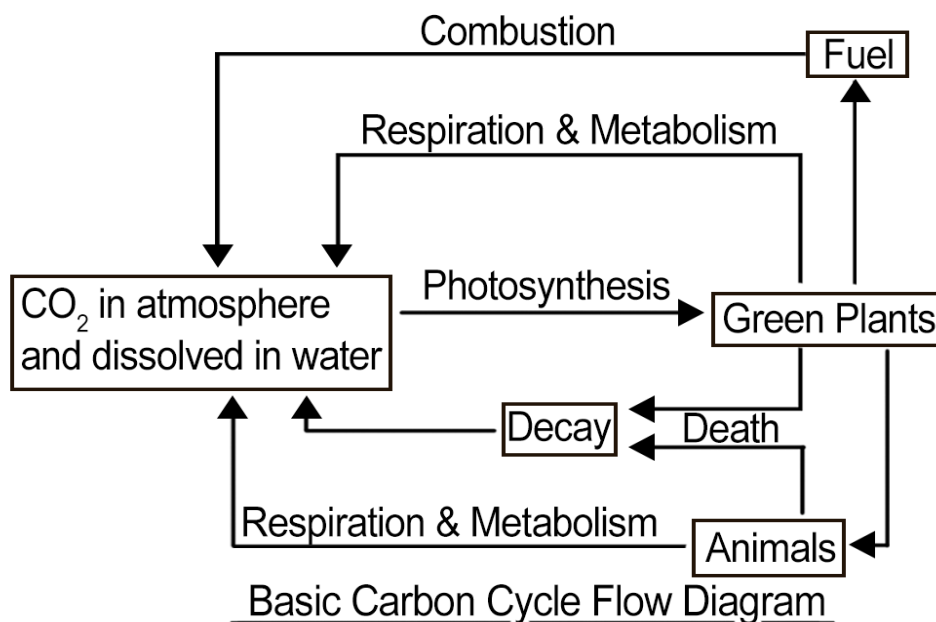 Combustion
Fuel
Respiration & Metabolism
Photosynthesis
CO₂ in atmosphere
and dissolved in water
Green Plants
Decay
Death
Respiration & Metabolism
Animals
Basic Carbon Cycle Flow Diagram